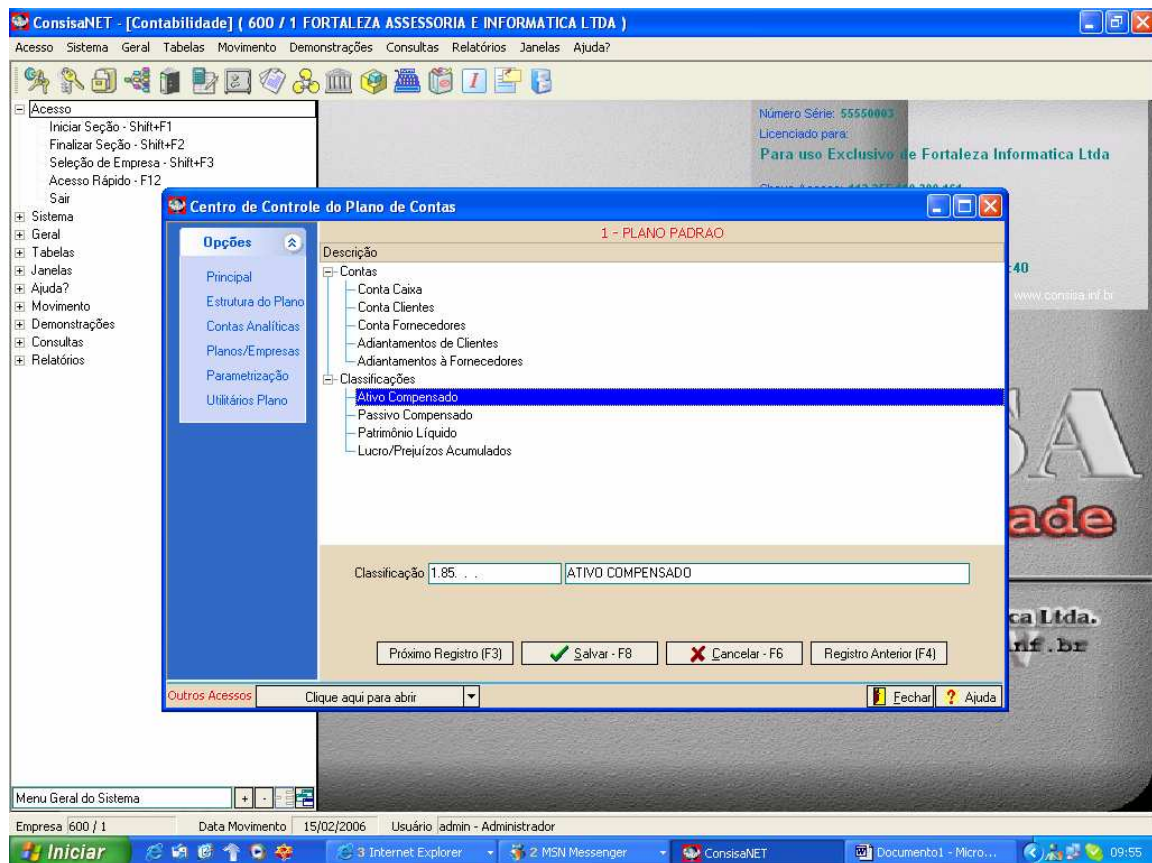 ConsisaNET - [Contabilidade] ( 600 / 1 FORTALEZA ASSESSORIA E INFORMATICA LTDA )
Acesso Sistema Geral Tabelas Movimento Demonstrações Consultas Relatórios Janelas Ajuda?
Acesso
Iniciar Seção - Shift+F1
Finalizar Seção - Shift+F2
Seleção de Empresa - Shift+F3
Acesso Rápido - F12
Sair
Sistema
Geral
Tabelas
Janelas
Ajuda?
Movimento
Demonstrações
Consultas
Relatórios
Número Série: 55550003
Licenciado para:
Para uso Exclusivo de Fortaleza Informatica Ltda
:40
www.consisa.inf.br
SA
ade
ca Ltda.
nf.br
Centro de Controle do Plano de Contas
Opções
Principal
Estrutura do Plano
Contas Analíticas
Planos/Empresas
Parametrização
Utilitários Plano
1 - PLANO PADRAO
Descrição
Contas
Conta Caixa
Conta Clientes
Conta Fornecedores
Adiantamentos de Clientes
Adiantamentos à Fornecedores
Classificações
Ativo Compensado
Passivo Compensado
Patrimônio Líquido
Lucro/Prejuízos Acumulados
Classificação 1.85. . . ATIVO COMPENSADO
Próximo Registro (F3) Salvar - F8 Cancelar - F6 Registro Anterior (F4)
Outros Acessos Clique aqui para abrir Fechar Ajuda
Menu Geral do Sistema + -
Empresa 600 / 1 Data Movimento 15/02/2006 Usuário admin - Administrador
Iniciar 3 Internet Explorer 2 MSN Messenger ConsisaNET Documento1 - Micro... 09:55